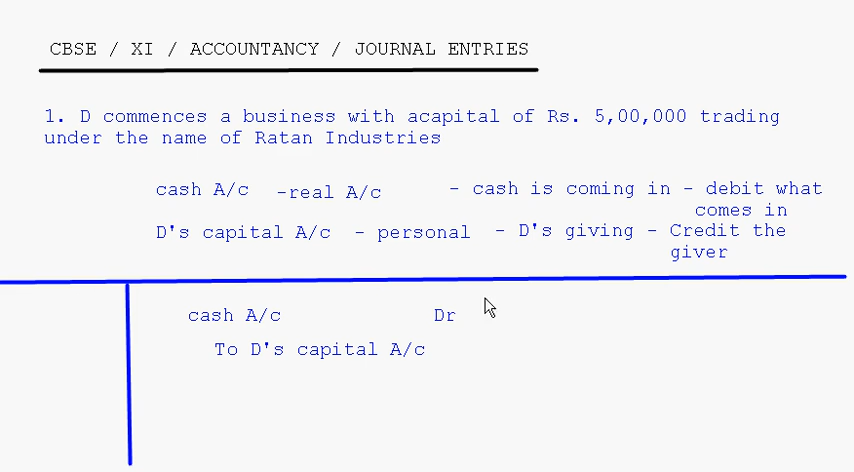 CBSE / XI / ACCOUNTANCY / JOURNAL ENTRIES
1. D commences a business with acapital of Rs. 5,00,000 trading
under the name of Ratan Industries
cash A/c -real A/c - cash is coming in - debit what
comes in
D's capital A/c - personal - D's giving - Credit the
giver
cash A/c Dr
To D's capital A/c